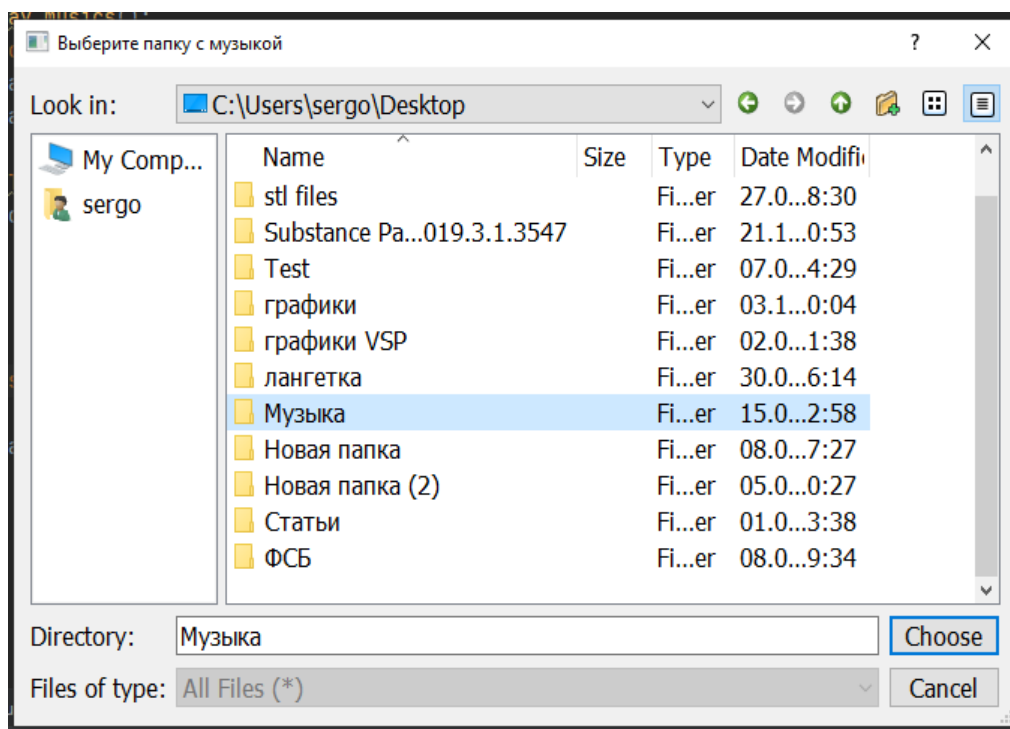 Выберите папку с музыкой ?
Look in: C:\Users\sergo\Desktop
My Comp...
sergo
Name Size Type Date Modifi
stl files Fi...er 27.0...8:30
Substance Pa...019.3.1.3547 Fi...er 21.1...0:53
Test Fi...er 07.0...4:29
графики Fi...er 03.1...0:04
графики VSP Fi...er 02.0...1:38
лангетка Fi...er 30.0...6:14
Музыка Fi...er 15.0...2:58
Новая папка Fi...er 08.0...7:27
Новая папка (2) Fi...er 05.0...0:27
Статьи Fi...er 01.0...3:38
ФСБ Fi...er 08.0...9:34
Directory: Музыка Choose
Files of type: All Files (*) Cancel